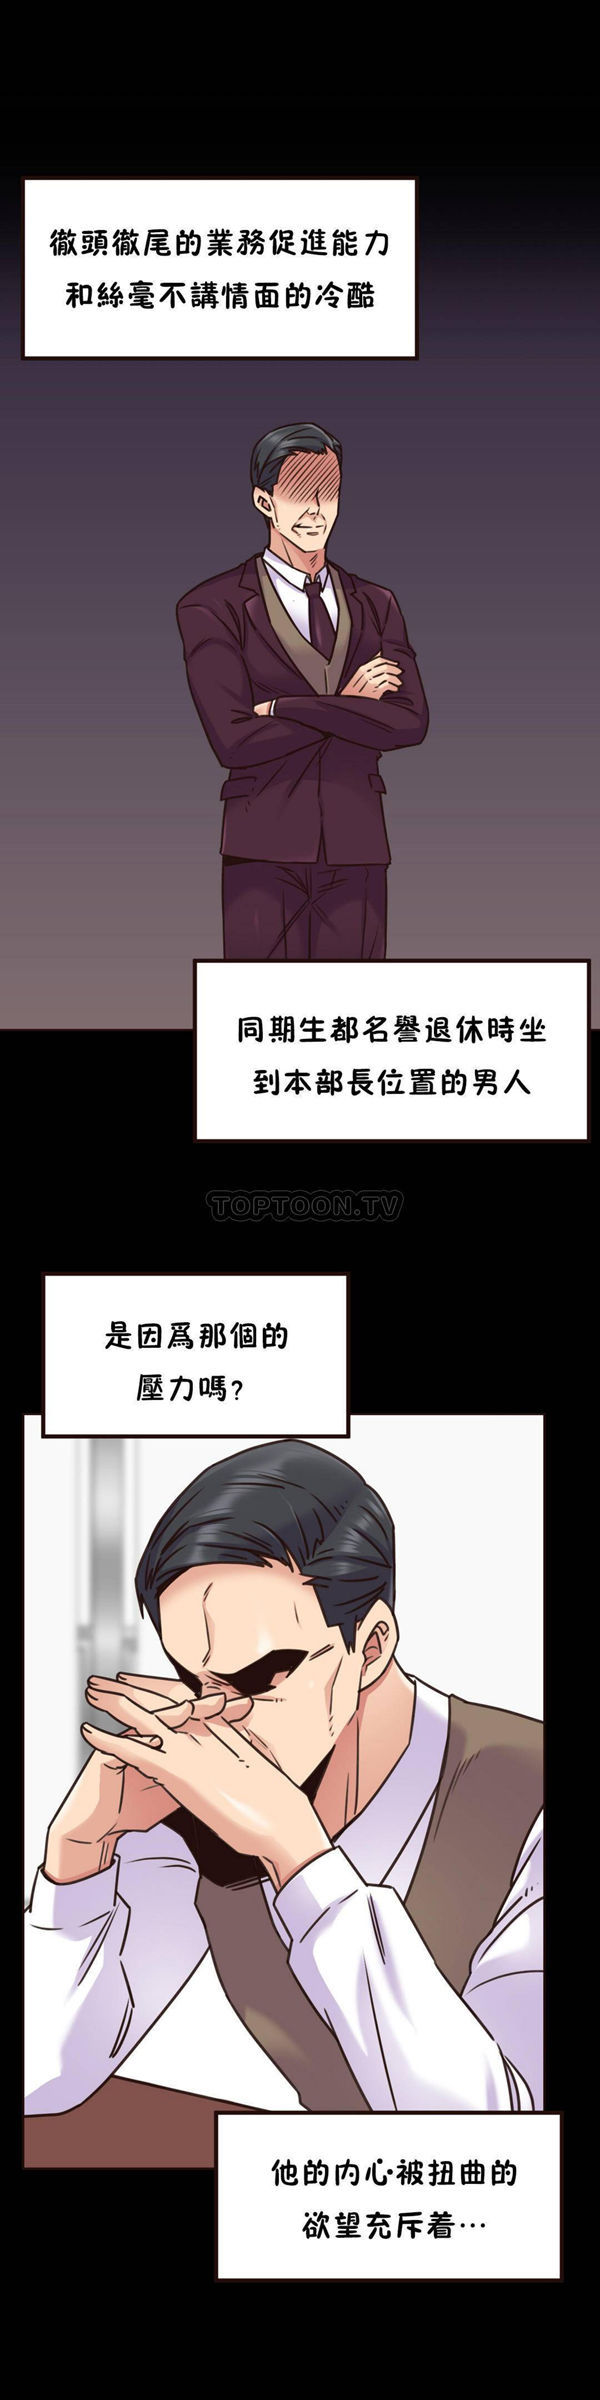 徹頭徹尾的業務促進能力
和絲毫不講情面的冷酷
同期生都名譽退休時坐
到本部長位置的男人
TOPTOON.TV
是因爲那個的
壓力嗎?
他的內心被扭曲的
欲望充斥着…